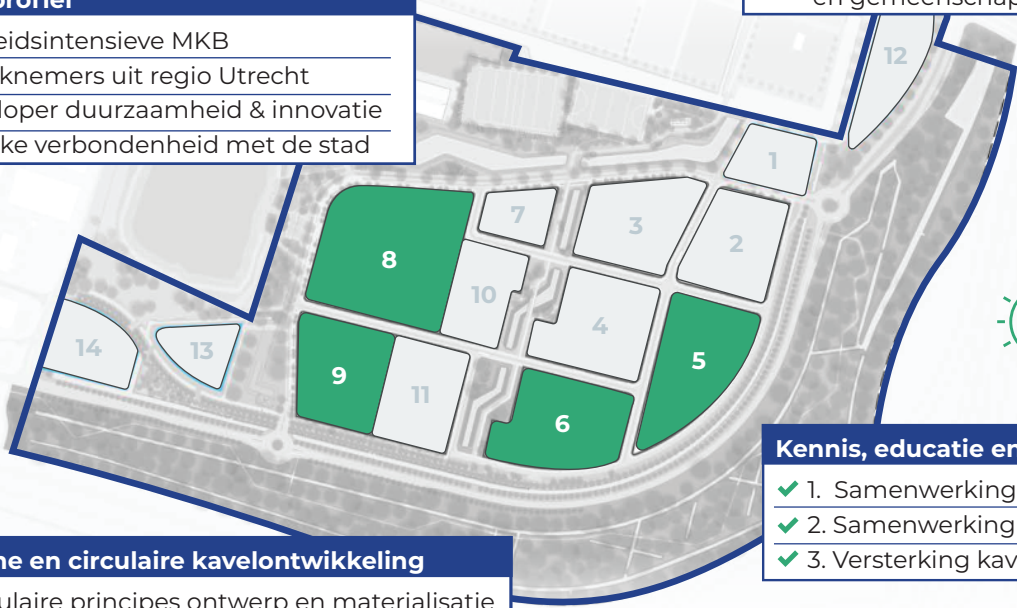 eidsintensieve MKB
knemers uit regio Utrecht
loper duurzaamheid & innovatie
ke verbondenheid met de stad
12
1
2
3
7
8
10
4
5
14
13
9
11
6
Kennis, educatie en
1. Samenwerking
2. Samenwerking
3. Versterking kav
ne en circulaire kavelontwikkeling
ulaire principes ontwerp en materialisatie